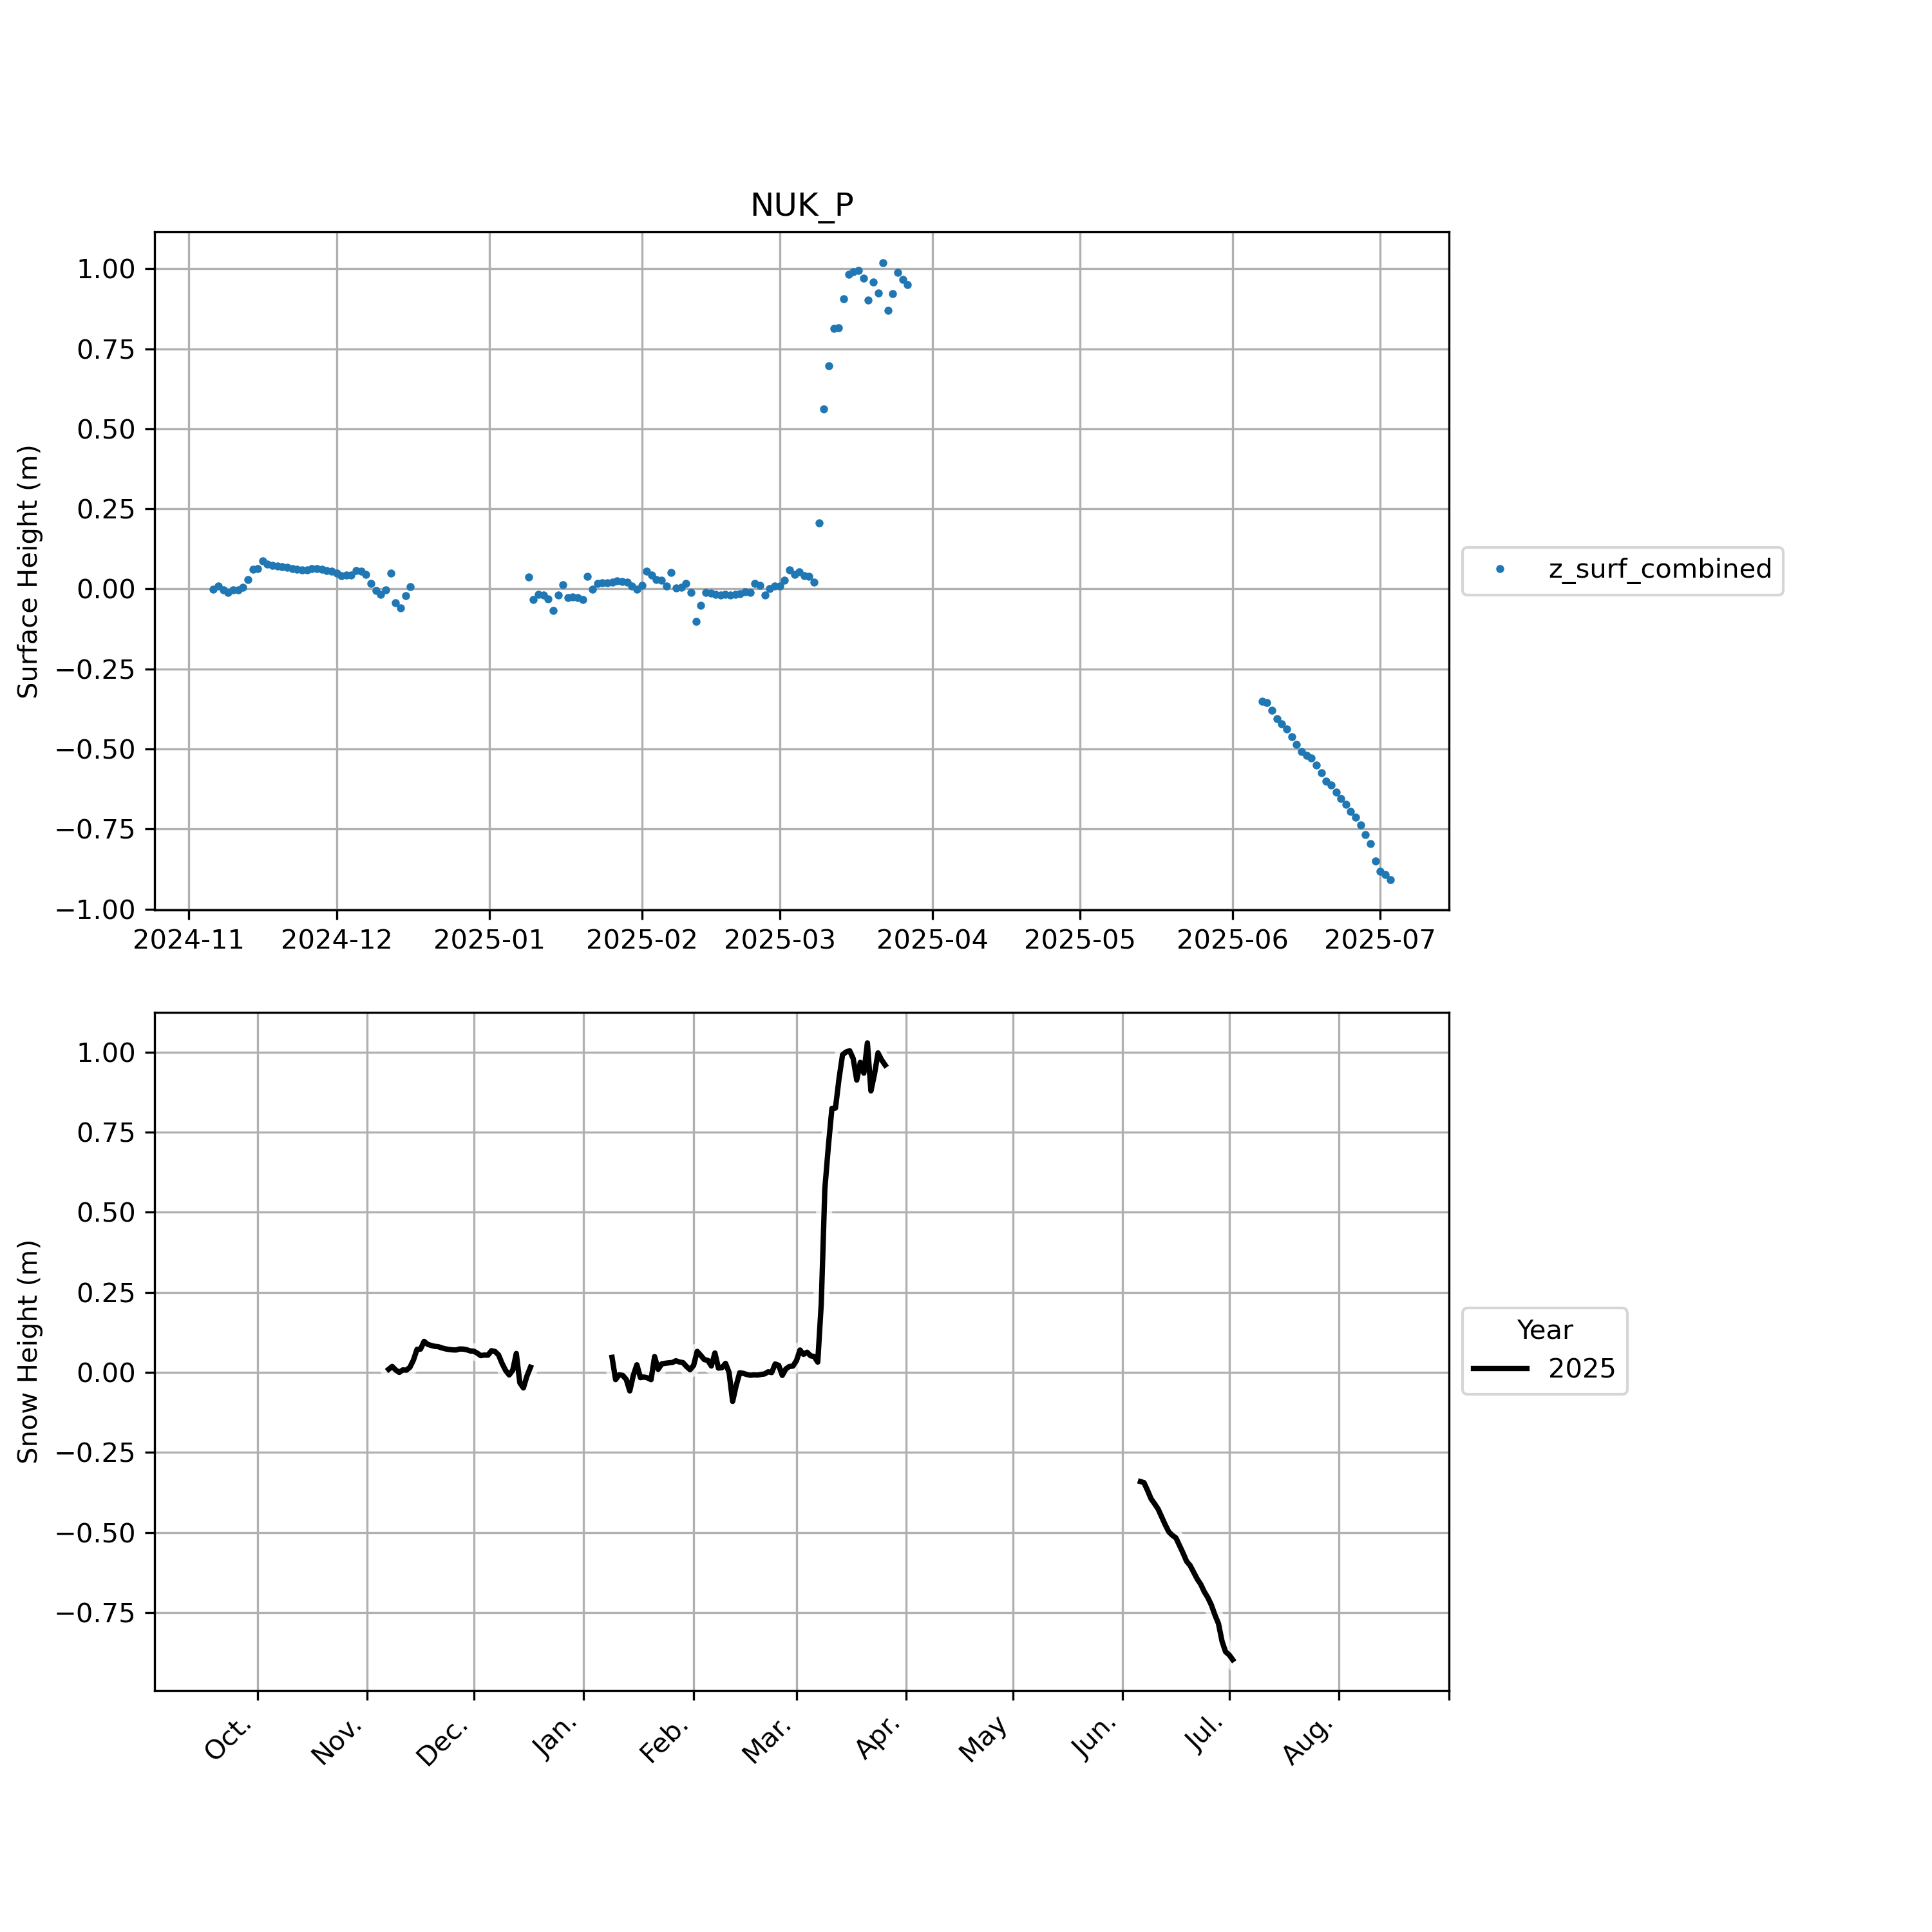 NUK_P
Surface Height (m)
1.00
0.75
0.50
0.25
0.00
−0.25
−0.50
−0.75
−1.00
2024-11 2024-12 2025-01 2025-02 2025-03 2025-04 2025-05 2025-06 2025-07
z_surf_combined
Snow Height (m)
1.00
0.75
0.50
0.25
0.00
−0.25
−0.50
−0.75
Oct. Nov. Dec. Jan. Feb. Mar. Apr. May Jun. Jul. Aug.
Year
2025